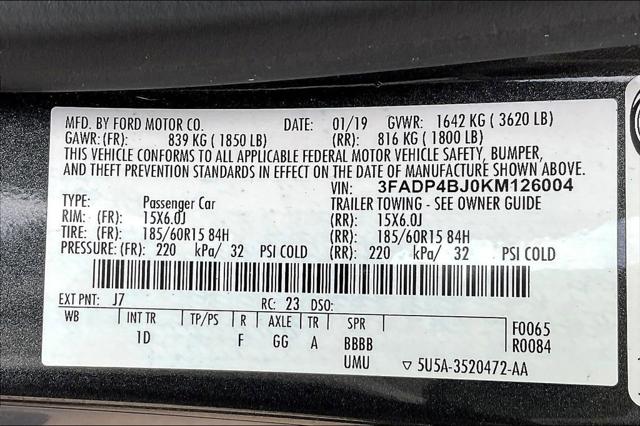 MFD. BY FORD MOTOR CO. DATE: 01/19 GVWR: 1642 KG ( 3620 LB)
GAWR: (FR): 839 KG ( 1850 LB) (RR): 816 KG ( 1800 LB)
THIS VEHICLE CONFORMS TO ALL APPLICABLE FEDERAL MOTOR VEHICLE SAFETY, BUMPER,
AND THEFT PREVENTION STANDARDS IN EFFECT ON THE DATE OF MANUFACTURE SHOWN ABOVE.
VIN: 3FADP4BJ0KM126004
TYPE: Passenger Car TRAILER TOWING - SEE OWNER GUIDE
RIM: (FR): 15X6.0J (RR): 15X6.0J
TIRE: (FR): 185/60R15 84H (RR): 185/60R15 84H
PRESSURE: (FR): 220 kPa/ 32 PSI COLD (RR): 220 kPa/ 32 PSI COLD
EXT PNT: J7 RC: 23 DSO:
WB INT TR TP/PS R AXLE TR SPR F0065
1D F GG A BBBB R0084
UMU ▽ 5U5A-3520472-AA